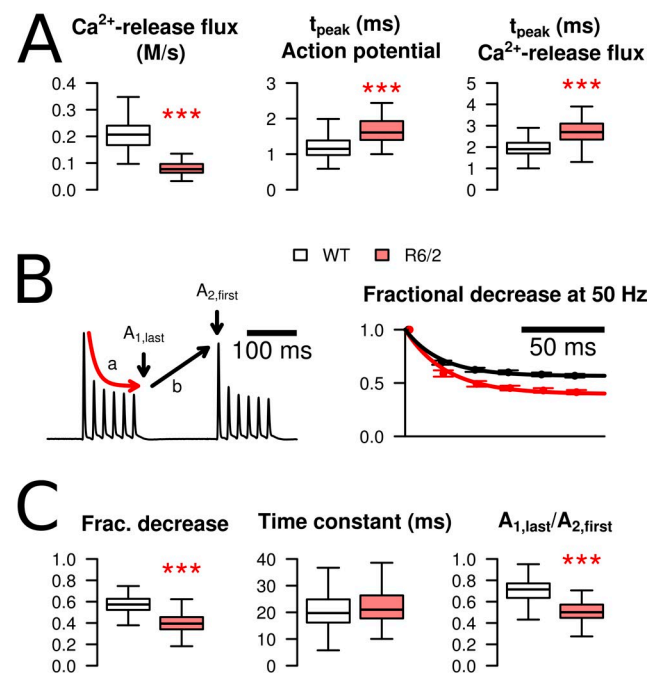 A
Ca²⁺-release flux
(M/s)
0.4
0.3
0.2
0.1
0.0
***
tpeak (ms)
Action potential
3
2
1
0
***
tpeak (ms)
Ca²⁺-release flux
5
4
3
2
1
0
***
WT
R6/2
B
A2,first
A1,last
a
b
100 ms
Fractional decrease at 50 Hz
1.0
0.5
0.0
50 ms
C
Frac. decrease
1.0
0.8
0.6
0.4
0.2
0.0
***
Time constant (ms)
40
30
20
10
0
A1,last/A2,first
1.0
0.8
0.6
0.4
0.2
0.0
***